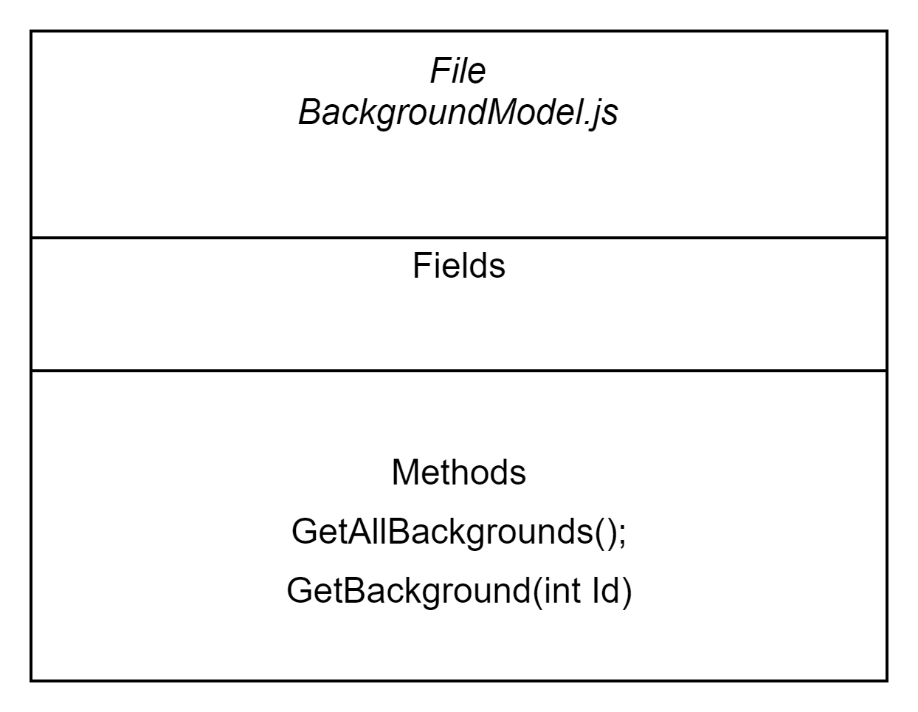 File
BackgroundModel.js
Fields
Methods
GetAllBackgrounds();
GetBackground(int Id)